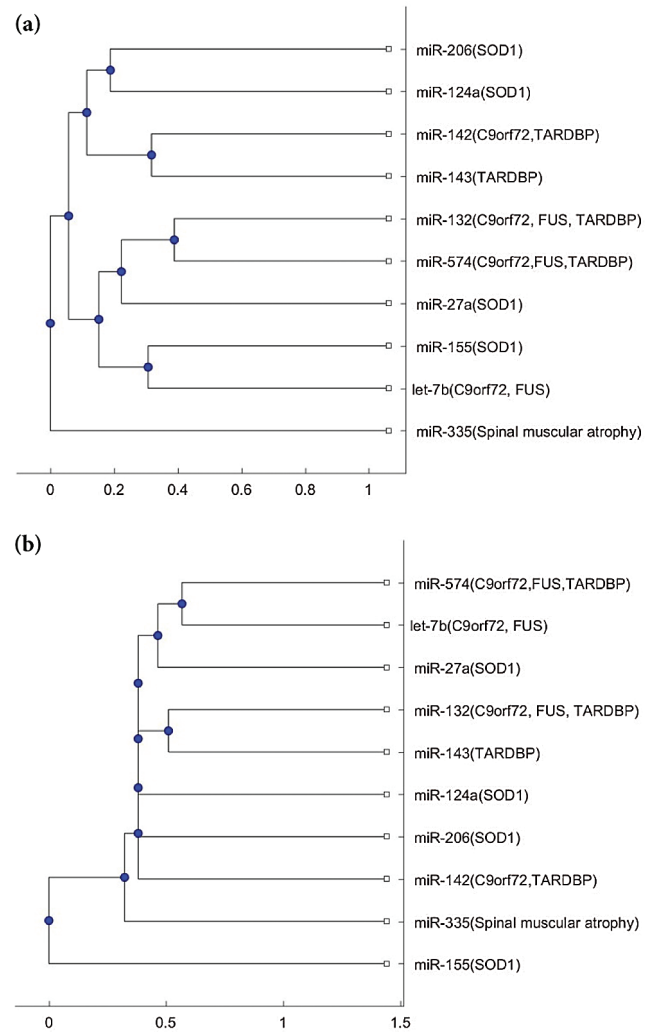 (a)
miR-206(SOD1)
miR-124a(SOD1)
miR-142(C9orf72,TARDBP)
miR-143(TARDBP)
miR-132(C9orf72, FUS, TARDBP)
miR-574(C9orf72,FUS,TARDBP)
miR-27a(SOD1)
miR-155(SOD1)
let-7b(C9orf72, FUS)
miR-335(Spinal muscular atrophy)
0 0.2 0.4 0.6 0.8 1
(b)
miR-574(C9orf72,FUS,TARDBP)
let-7b(C9orf72, FUS)
miR-27a(SOD1)
miR-132(C9orf72, FUS, TARDBP)
miR-143(TARDBP)
miR-124a(SOD1)
miR-206(SOD1)
miR-142(C9orf72,TARDBP)
miR-335(Spinal muscular atrophy)
miR-155(SOD1)
0 0.5 1 1.5